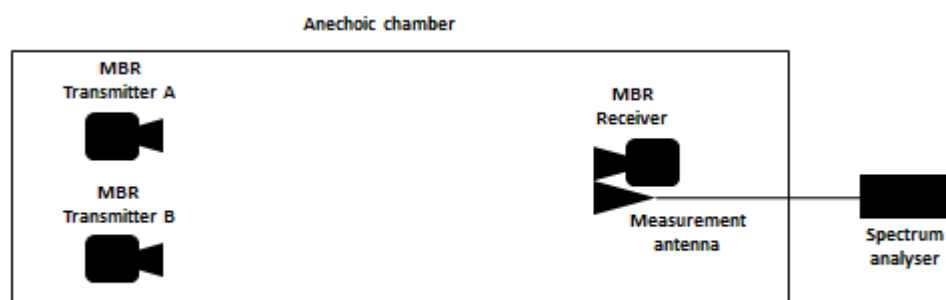 Anechoic chamber
MBR
Transmitter A
MBR
Receiver
MBR
Transmitter B
Measurement
antenna
Spectrum
analyser